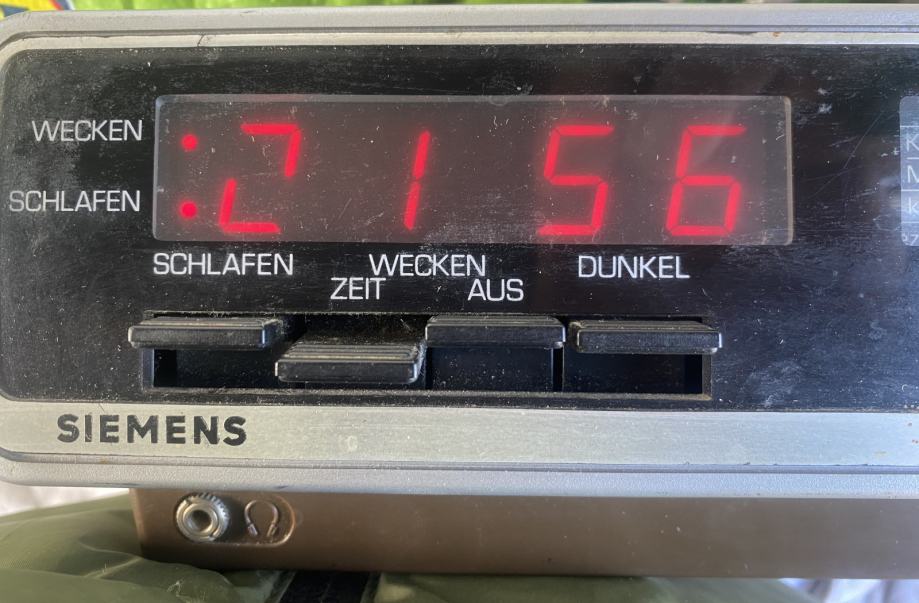 WECKEN
21 56
SCHLAFEN
SCHLAFEN WECKEN DUNKEL
ZEIT AUS
SIEMENS